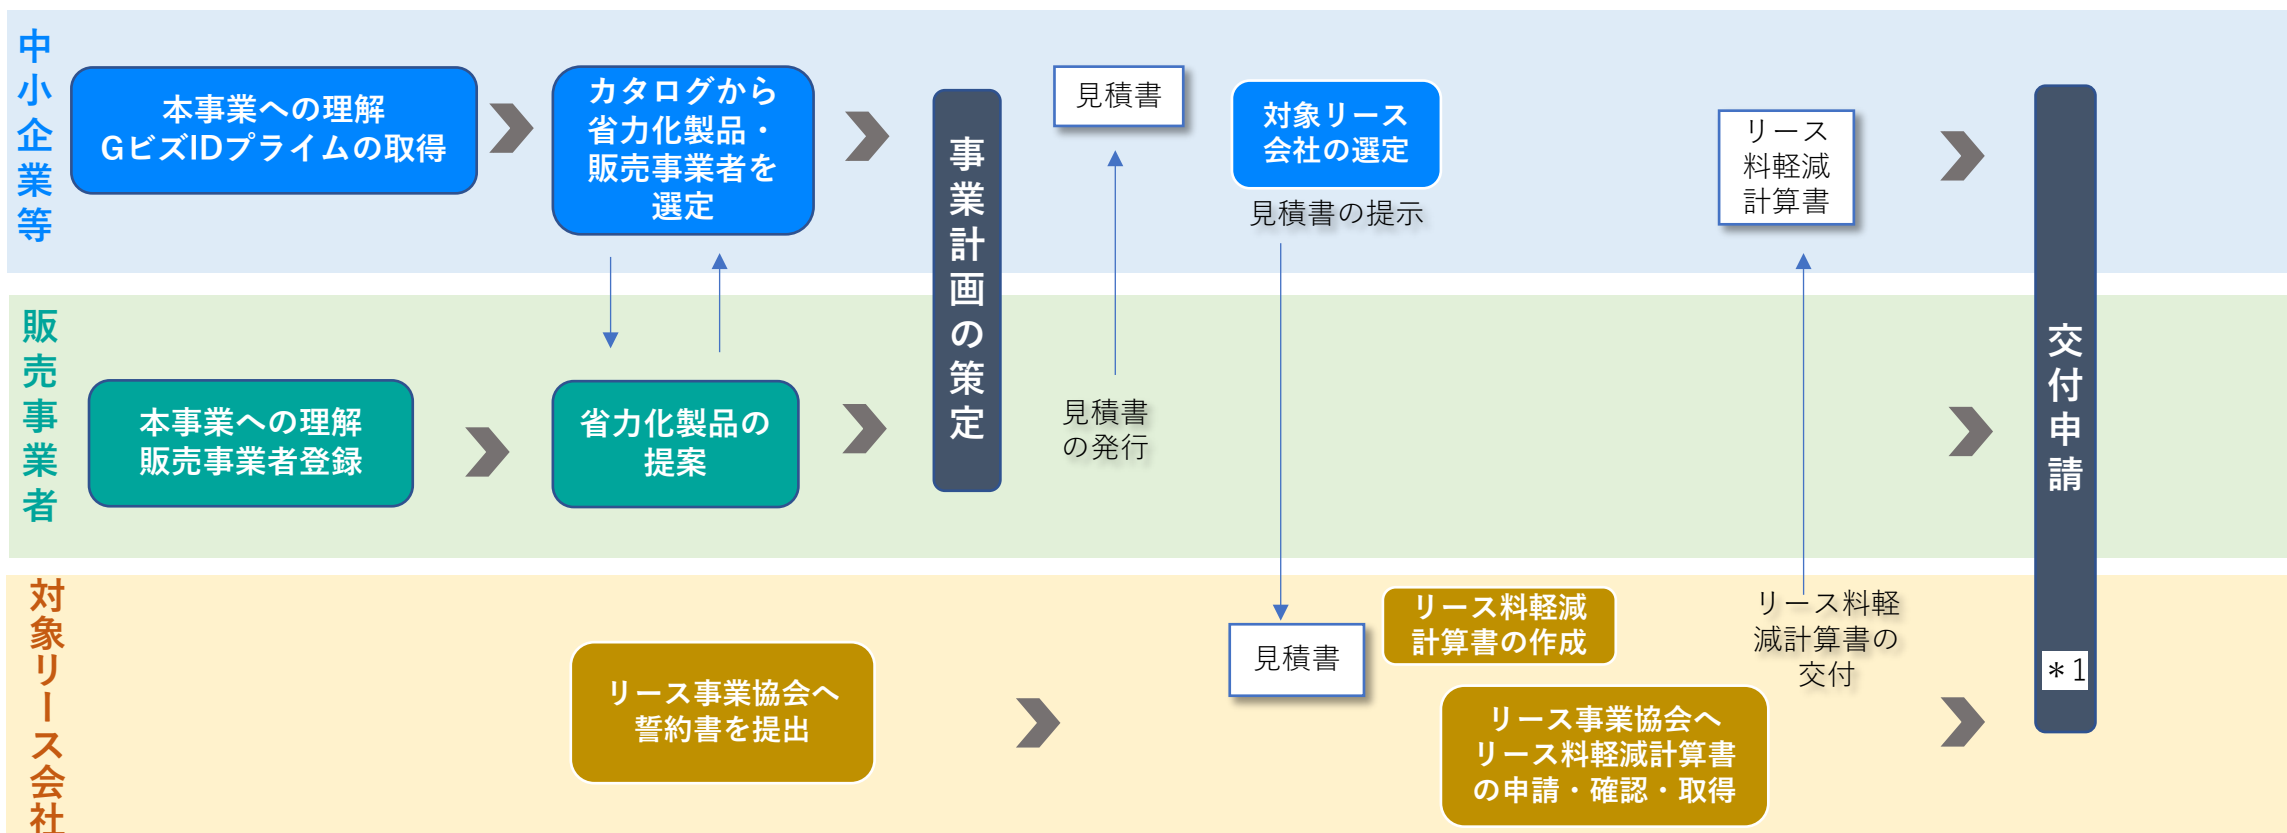 中小企業等
本事業への理解
GビズIDプライムの取得
カタログから
省力化製品・
販売事業者を
選定
事業計画の策定
見積書
対象リース
会社の選定
見積書の提示
リース
料軽減
計算書
交付申請
＊1
販売事業者
本事業への理解
販売事業者登録
省力化製品の
提案
見積書
の発行
対象リース会社
リース事業協会へ
誓約書を提出
見積書
リース料軽減
計算書の作成
リース事業協会へ
リース料軽減計算書
の申請・確認・取得
リース料軽
減計算書の
交付